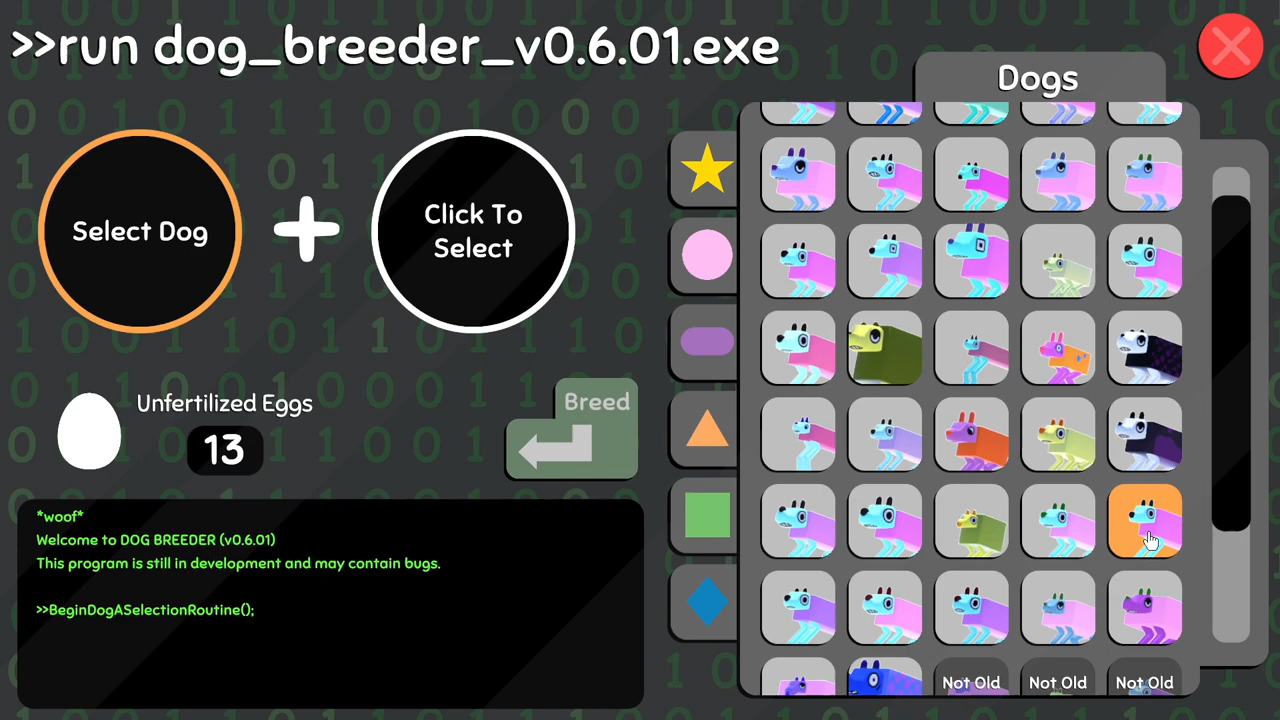 >>run dog_breeder_v0.6.01.exe
Dogs
Select Dog
Click To
Select
Unfertilized Eggs
13
Breed
*woof*
Welcome to DOG BREEDER (v0.6.01)
This program is still in development and may contain bugs.
>>BeginDogASelectionRoutine();
Not Old
Not Old
Not Old